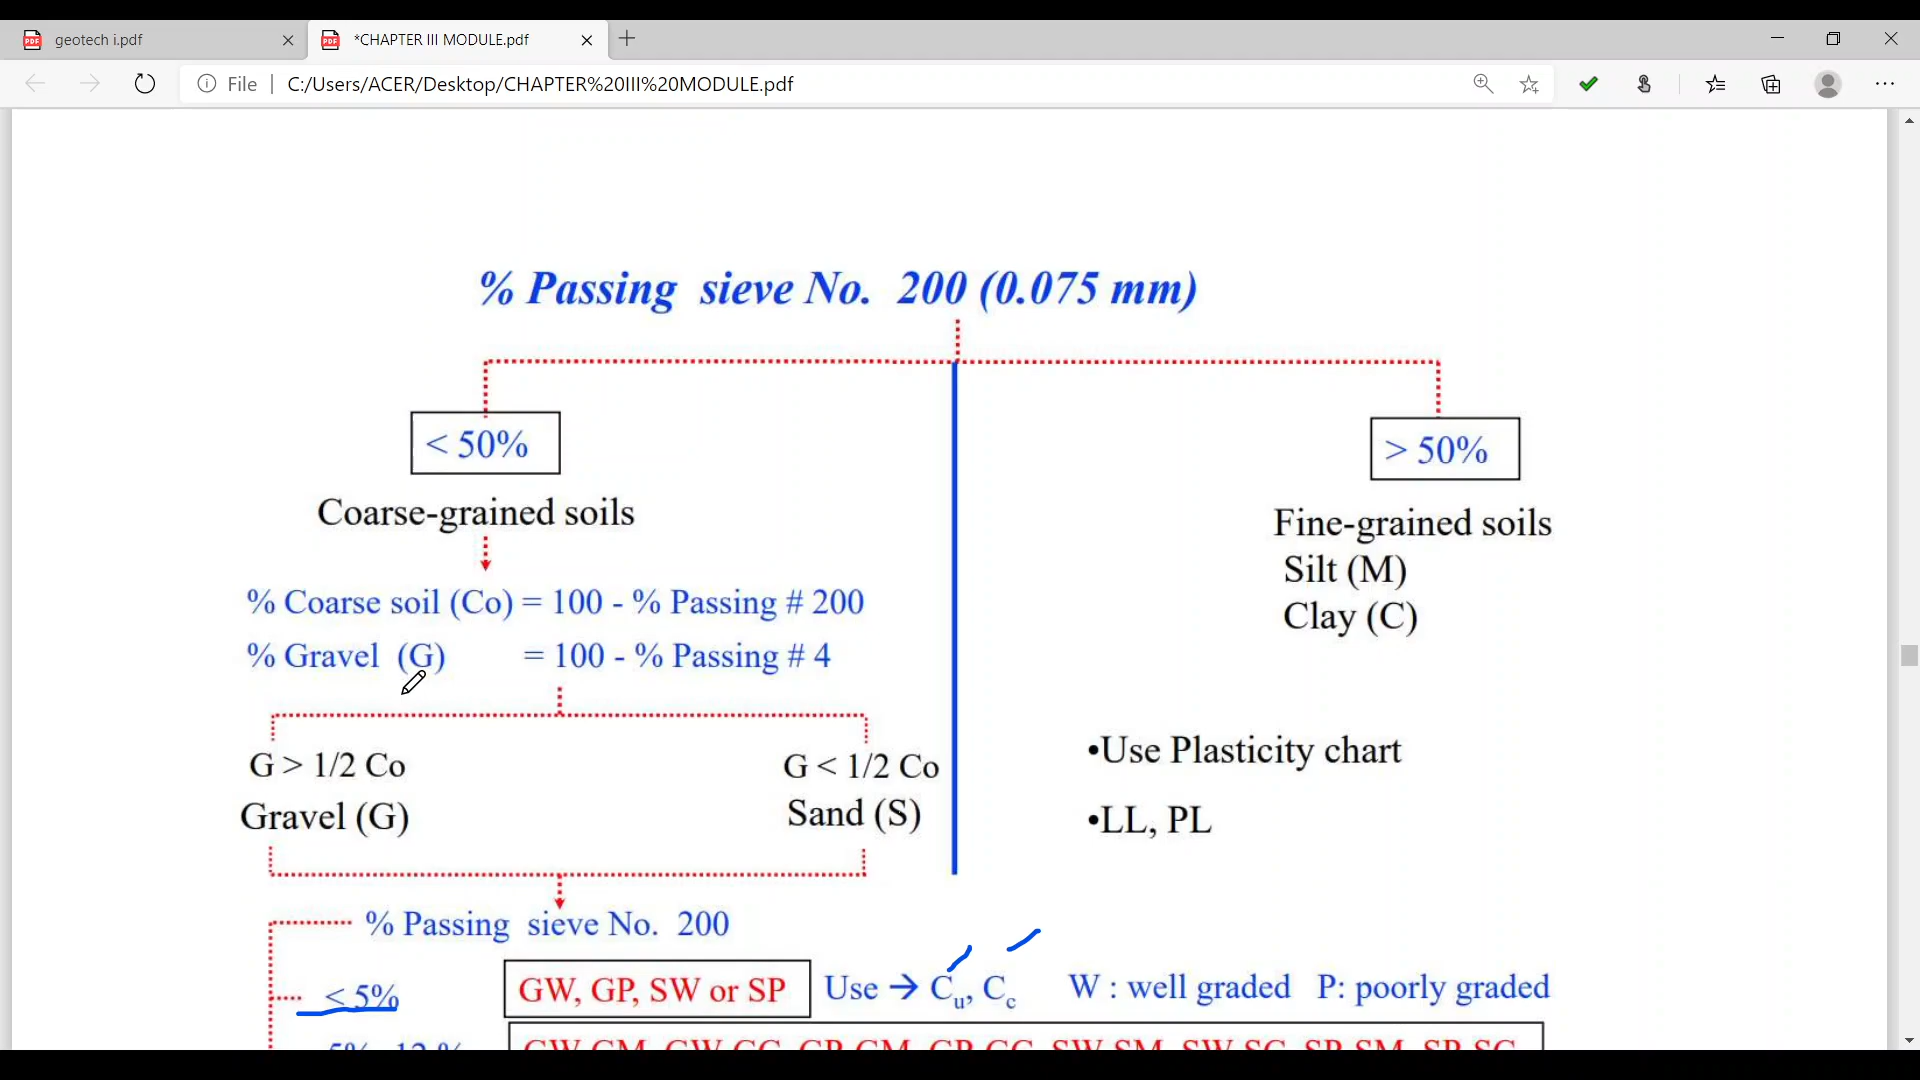 geotech i.pdf
*CHAPTER III MODULE.pdf
File
C:/Users/ACER/Desktop/CHAPTER%20III%20MODULE.pdf
% Passing sieve No. 200 (0.075 mm)
< 50%
> 50%
Coarse-grained soils
Fine-grained soils
Silt (M)
Clay (C)
% Coarse soil (Co) = 100 - % Passing # 200
% Gravel (G) = 100 - % Passing # 4
G > 1/2 Co
Gravel (G)
G < 1/2 Co
Sand (S)
•Use Plasticity chart
•LL, PL
% Passing sieve No. 200
< 5%
GW, GP, SW or SP
Use → Cu, Cc
W : well graded P: poorly graded